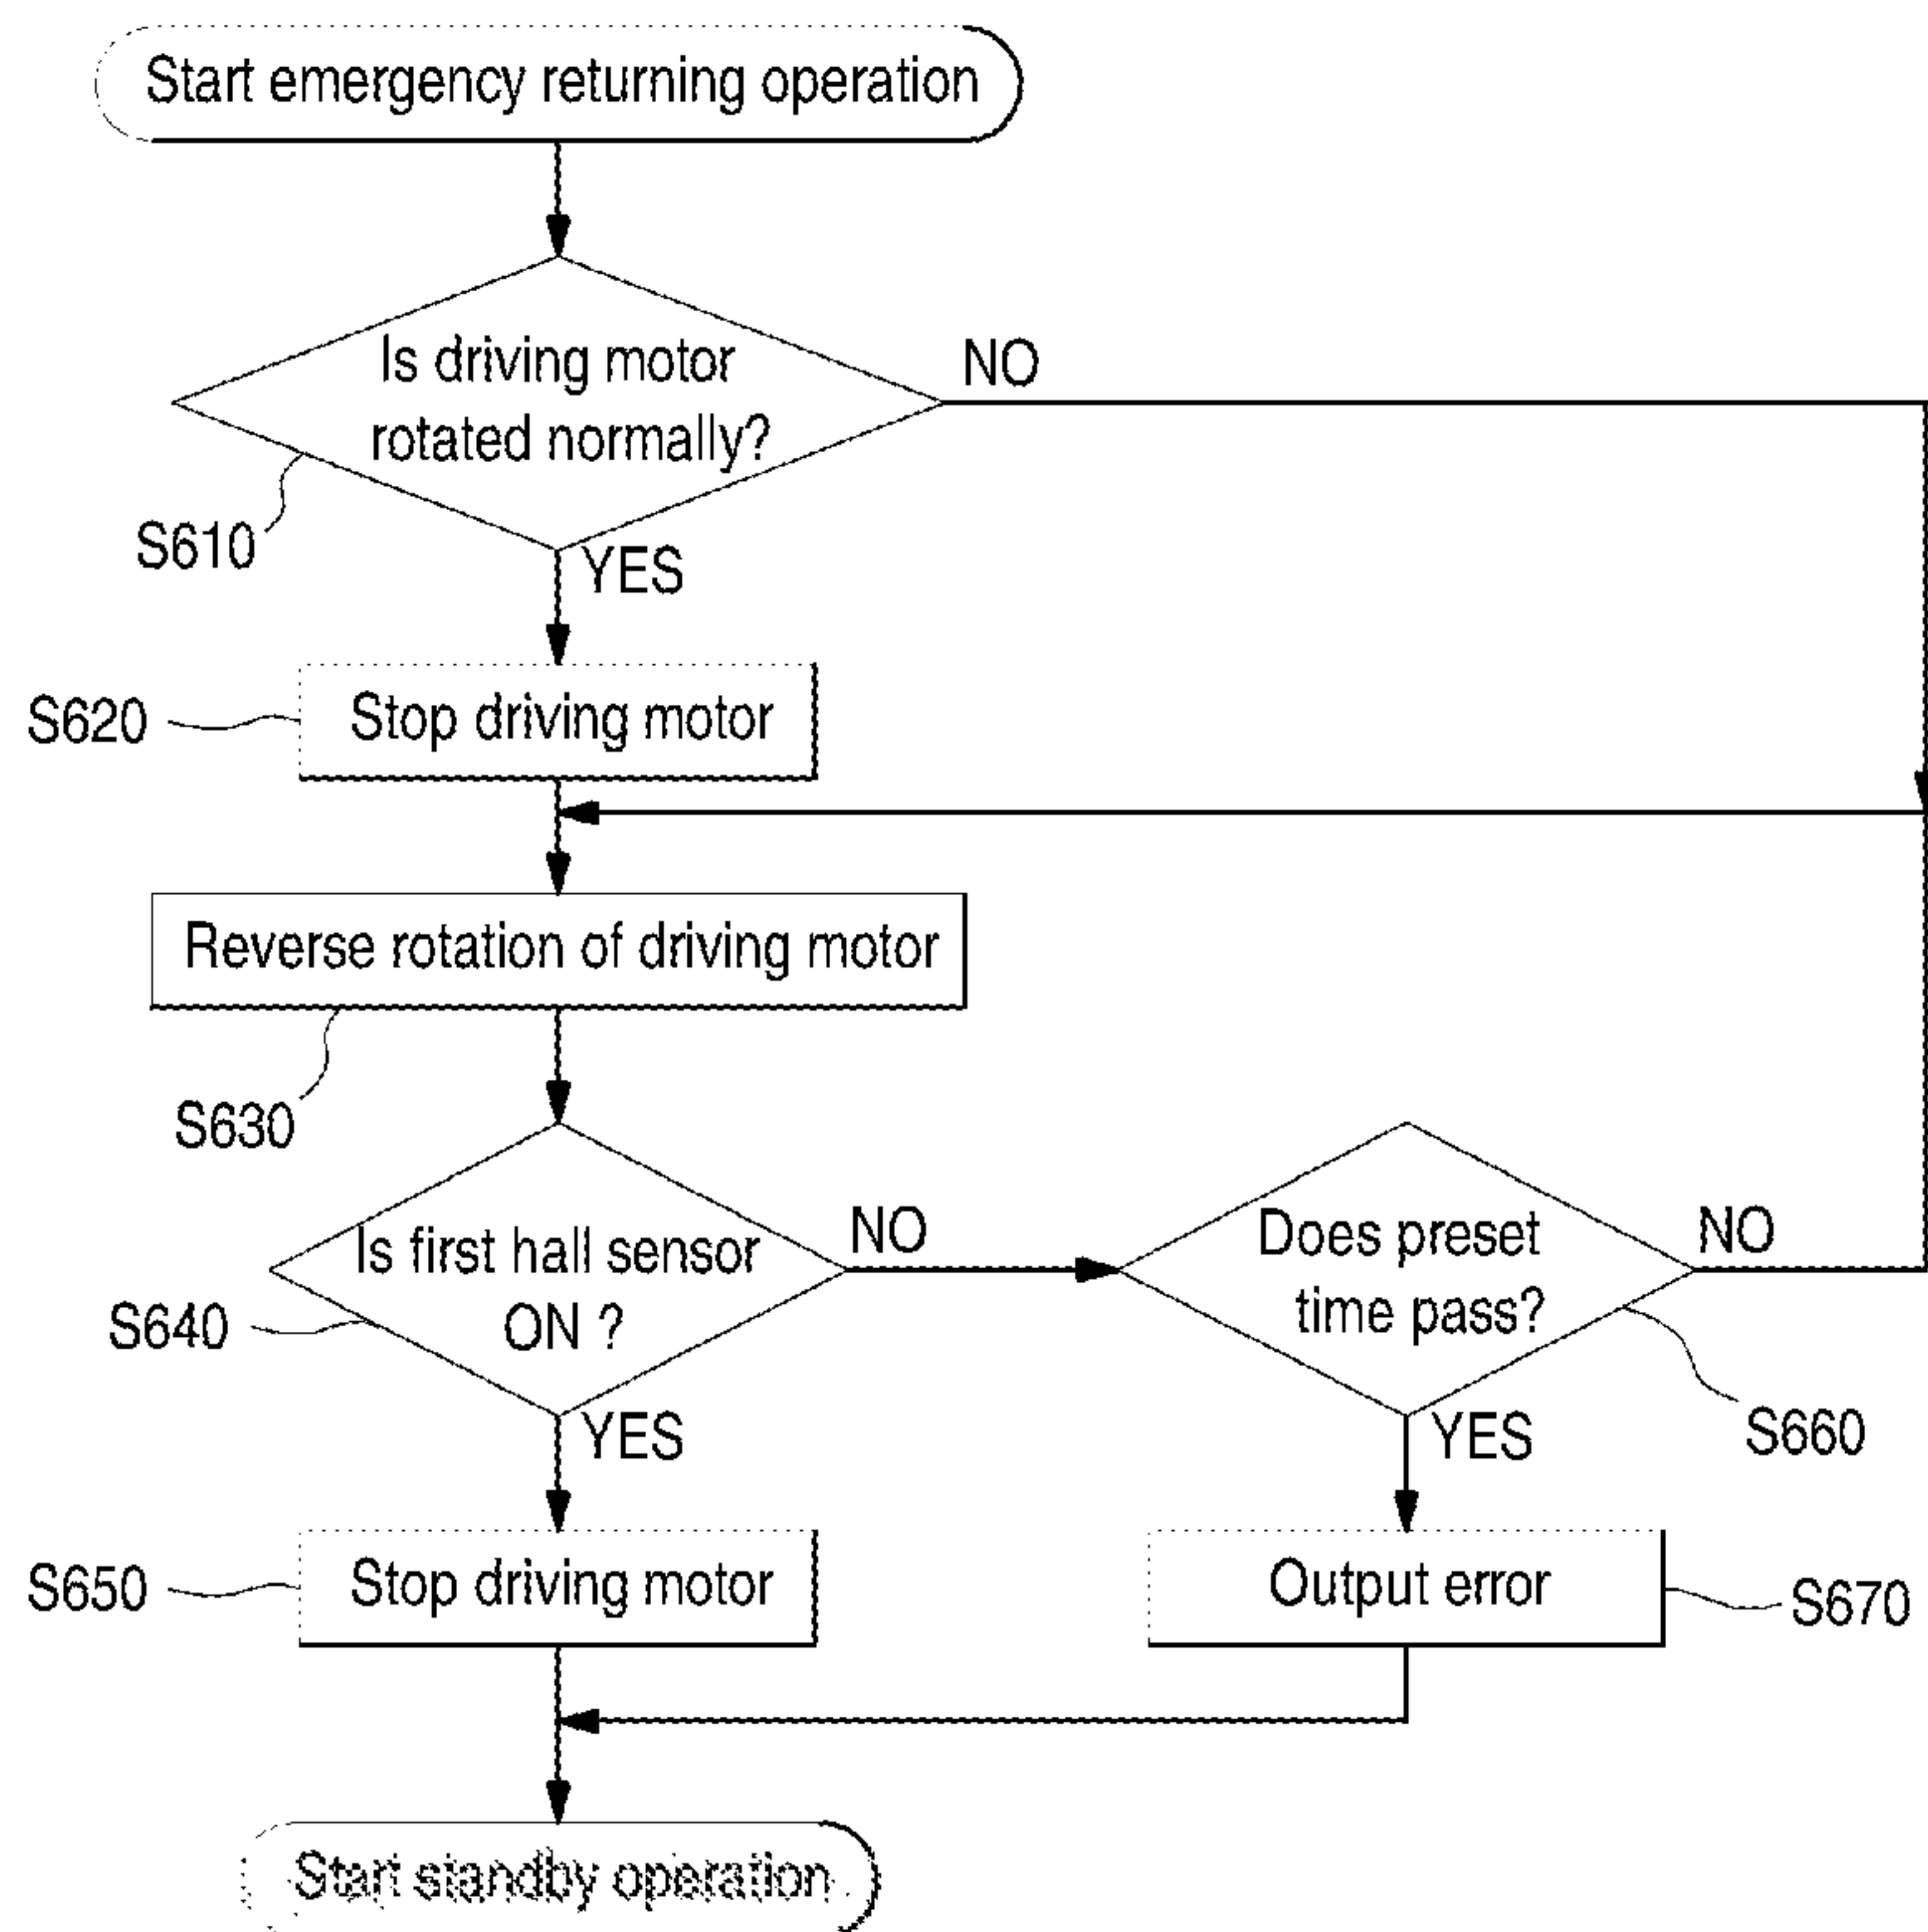 Start emergency returning operation
Is driving motor
rotated normally?
NO
S610
YES
S620
Stop driving motor
Reverse rotation of driving motor
S630
Is first hall sensor
ON ?
NO
Does preset
time pass?
NO
S640
YES
YES
S660
S650
Stop driving motor
Output error
S670
Start standby operation